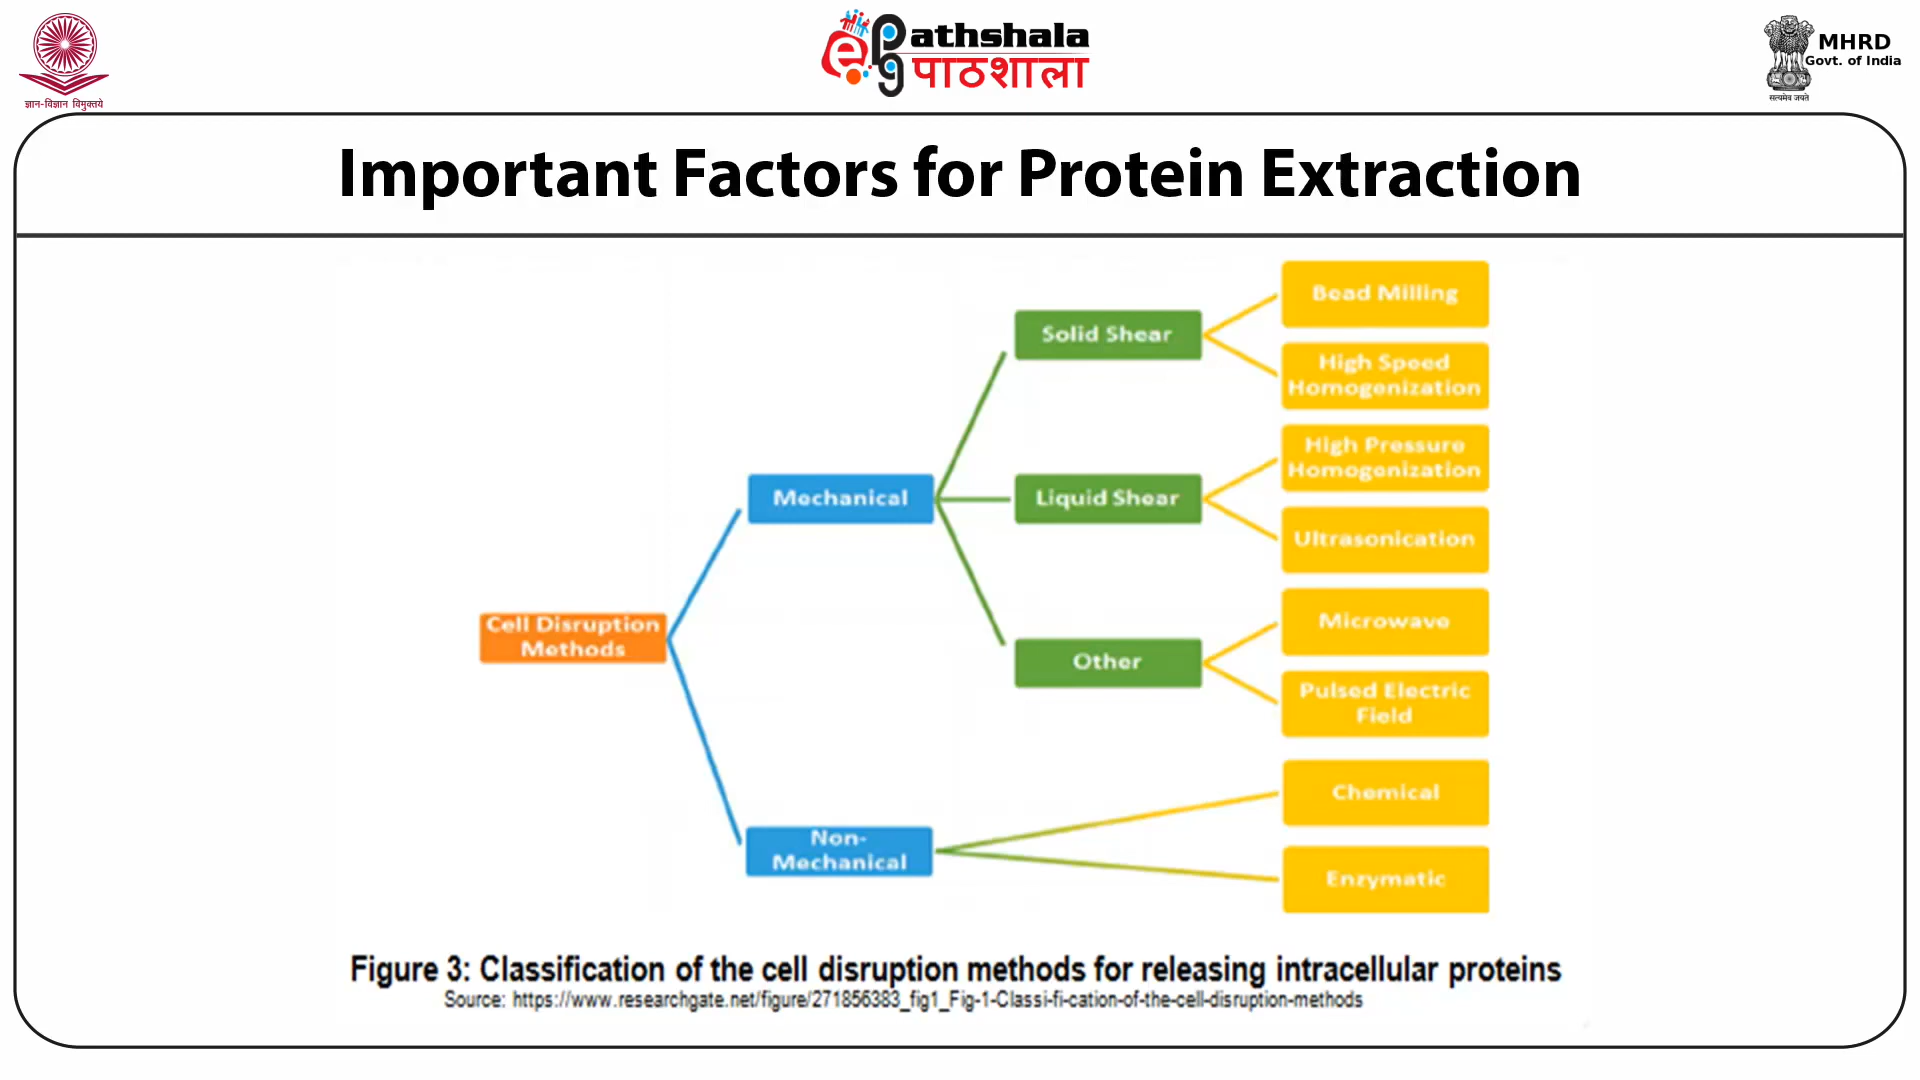 ज्ञान-विज्ञान विमुक्तये
ePathshala
पाठशाला
MHRD
Govt. of India
सत्यमेव जयते
Important Factors for Protein Extraction
Bead Milling
Solid Shear
High Speed
Homogenization
High Pressure
Homogenization
Mechanical
Liquid Shear
Ultrasonication
Microwave
Cell Disruption
Methods
Other
Pulsed Electric
Field
Chemical
Non-
Mechanical
Enzymatic
Figure 3: Classification of the cell disruption methods for releasing intracellular proteins
Source: https://www.researchgate.net/figure/271856383_fig1_Fig-1-Classi-fi-cation-of-the-cell-disruption-methods